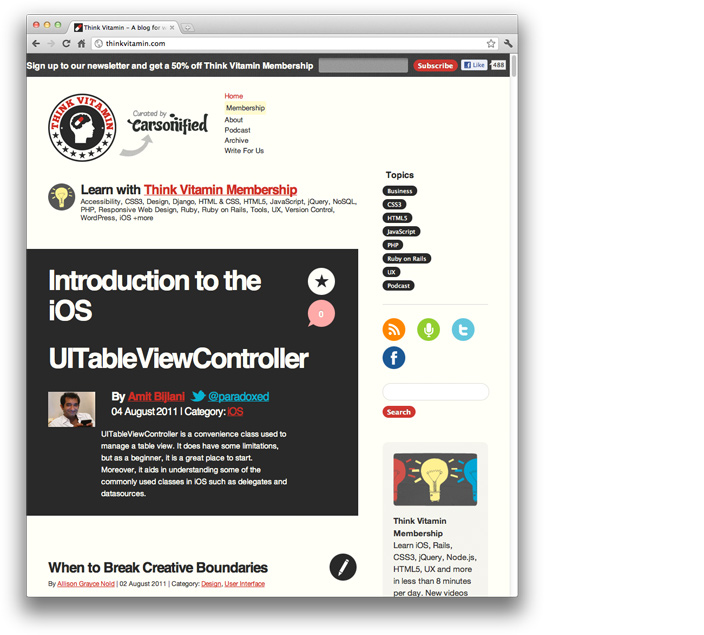 Think Vitamin – A blog for w
thinkvitamin.com
Sign up to our newsletter and get a 50% off Think Vitamin Membership
Subscribe
Like
488
THINK VITAMIN
Curated by
Carsonified
Home
Membership
About
Podcast
Archive
Write For Us
Learn with Think Vitamin Membership
Accessibility, CSS3, Design, Django, HTML & CSS, HTML5, JavaScript, jQuery, NoSQL,
PHP, Responsive Web Design, Ruby, Ruby on Rails, Tools, UX, Version Control,
WordPress, iOS +more
Introduction to the
iOS
UITableViewController
0
By Amit Bijlani @paradoxed
04 August 2011 | Category: iOS
UITableViewController is a convenience class used to
manage a table view. It does have some limitations,
but as a beginner, it is a great place to start.
Moreover, it aids in understanding some of the
commonly used classes in iOS such as delegates and
datasources.
When to Break Creative Boundaries
By Allison Grayce Nold | 02 August 2011 | Category: Design, User Interface
Topics
Business
CSS3
HTML5
JavaScript
PHP
Ruby on Rails
UX
Podcast
Search
Think Vitamin
Membership
Learn iOS, Rails,
CSS3, jQuery, Node.js,
HTML5, UX and more
in less than 8 minutes
per day. New videos